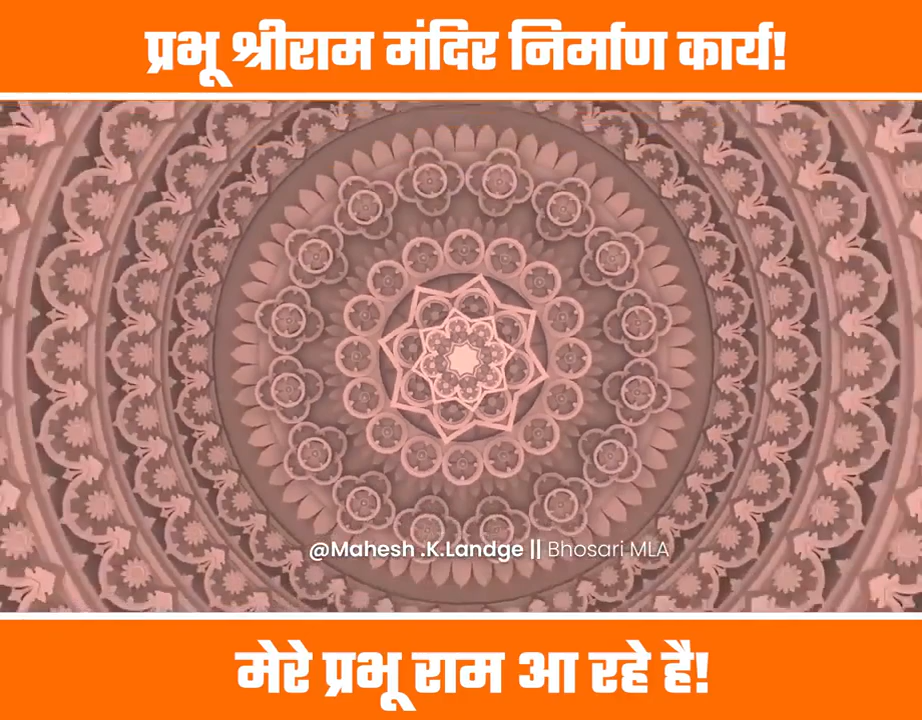 प्रभू श्रीराम मंदिर निर्माण कार्य!
@Mahesh .K.Landge || Bhosari MLA
मेरे प्रभू राम आ रहे है!